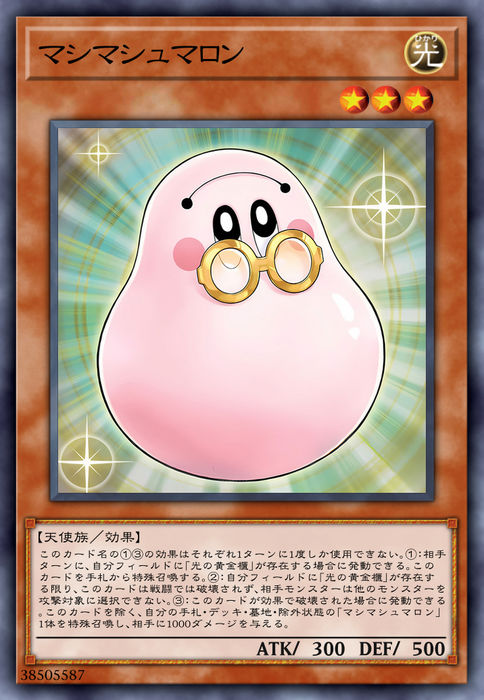 マシマシュマロン
ひかり
光
【天使族／効果】
このカード名の①③の効果はそれぞれ1ターンに1度しか使用できない。①：相手
ターンに、自分フィールドに「光の黄金櫃」が存在する場合に発動できる。この
カードを手札から特殊召喚する。②：自分フィールドに「光の黄金櫃」が存在す
る限り、このカードは戦闘では破壊されず、相手モンスターは他のモンスターを
攻撃対象に選択できない。③：このカードが効果で破壊された場合に発動できる
。このカードを除く、自分の手札・デッキ・墓地・除外状態の「マシマシュマロン」
1体を特殊召喚し、相手に1000ダメージを与える。
ATK/ 300 DEF/ 500
38505587